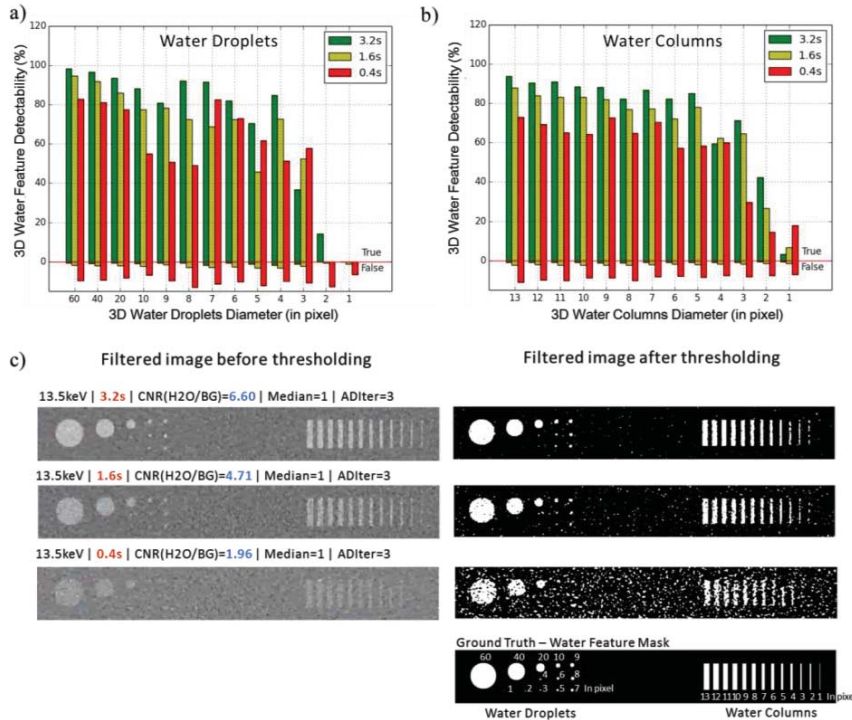 a)
Water Droplets
3.2s
1.6s
0.4s
3D Water Feature Detectability (%)
120
100
80
60
40
20
0
True
False
60 40 20 10 9 8 7 6 5 4 3 2 1
3D Water Droplets Diameter (in pixel)
b)
Water Columns
3.2s
1.6s
0.4s
3D Water Feature Detectability (%)
120
100
80
60
40
20
0
True
False
13 12 11 10 9 8 7 6 5 4 3 2 1
3D Water Columns Diameter (in pixel)
c)
Filtered image before thresholding
Filtered image after thresholding
13.5keV | 3.2s | CNR(H2O/BG)=6.60 | Median=1 | ADIter=3
13.5keV | 1.6s | CNR(H2O/BG)=4.71 | Median=1 | ADIter=3
13.5keV | 0.4s | CNR(H2O/BG)=1.96 | Median=1 | ADIter=3
Ground Truth – Water Feature Mask
60 40 20 10 9
4 6 8
1 2 3 5 7 In pixel
13 12 11 10 9 8 7 6 5 4 3 2 1 In pixel
Water Droplets
Water Columns